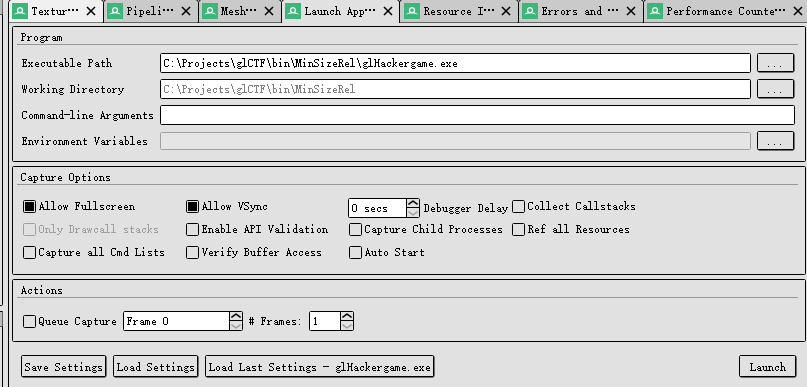 Textur··· Pipeli··· Mesh··· Launch App··· Resource I··· Errors and ··· Performance Counte···
Program
Executable Path C:\Projects\glCTF\bin\MinSizeRel\glHackergame.exe ...
Working Directory C:\Projects\glCTF\bin\MinSizeRel ...
Command-line Arguments
Environment Variables ...
Capture Options
Allow Fullscreen Allow VSync 0 secs Debugger Delay Collect Callstacks
Only Drawcall stacks Enable API Validation Capture Child Processes Ref all Resources
Capture all Cmd Lists Verify Buffer Access Auto Start
Actions
Queue Capture Frame 0 # Frames: 1
Save Settings Load Settings Load Last Settings - glHackergame.exe Launch